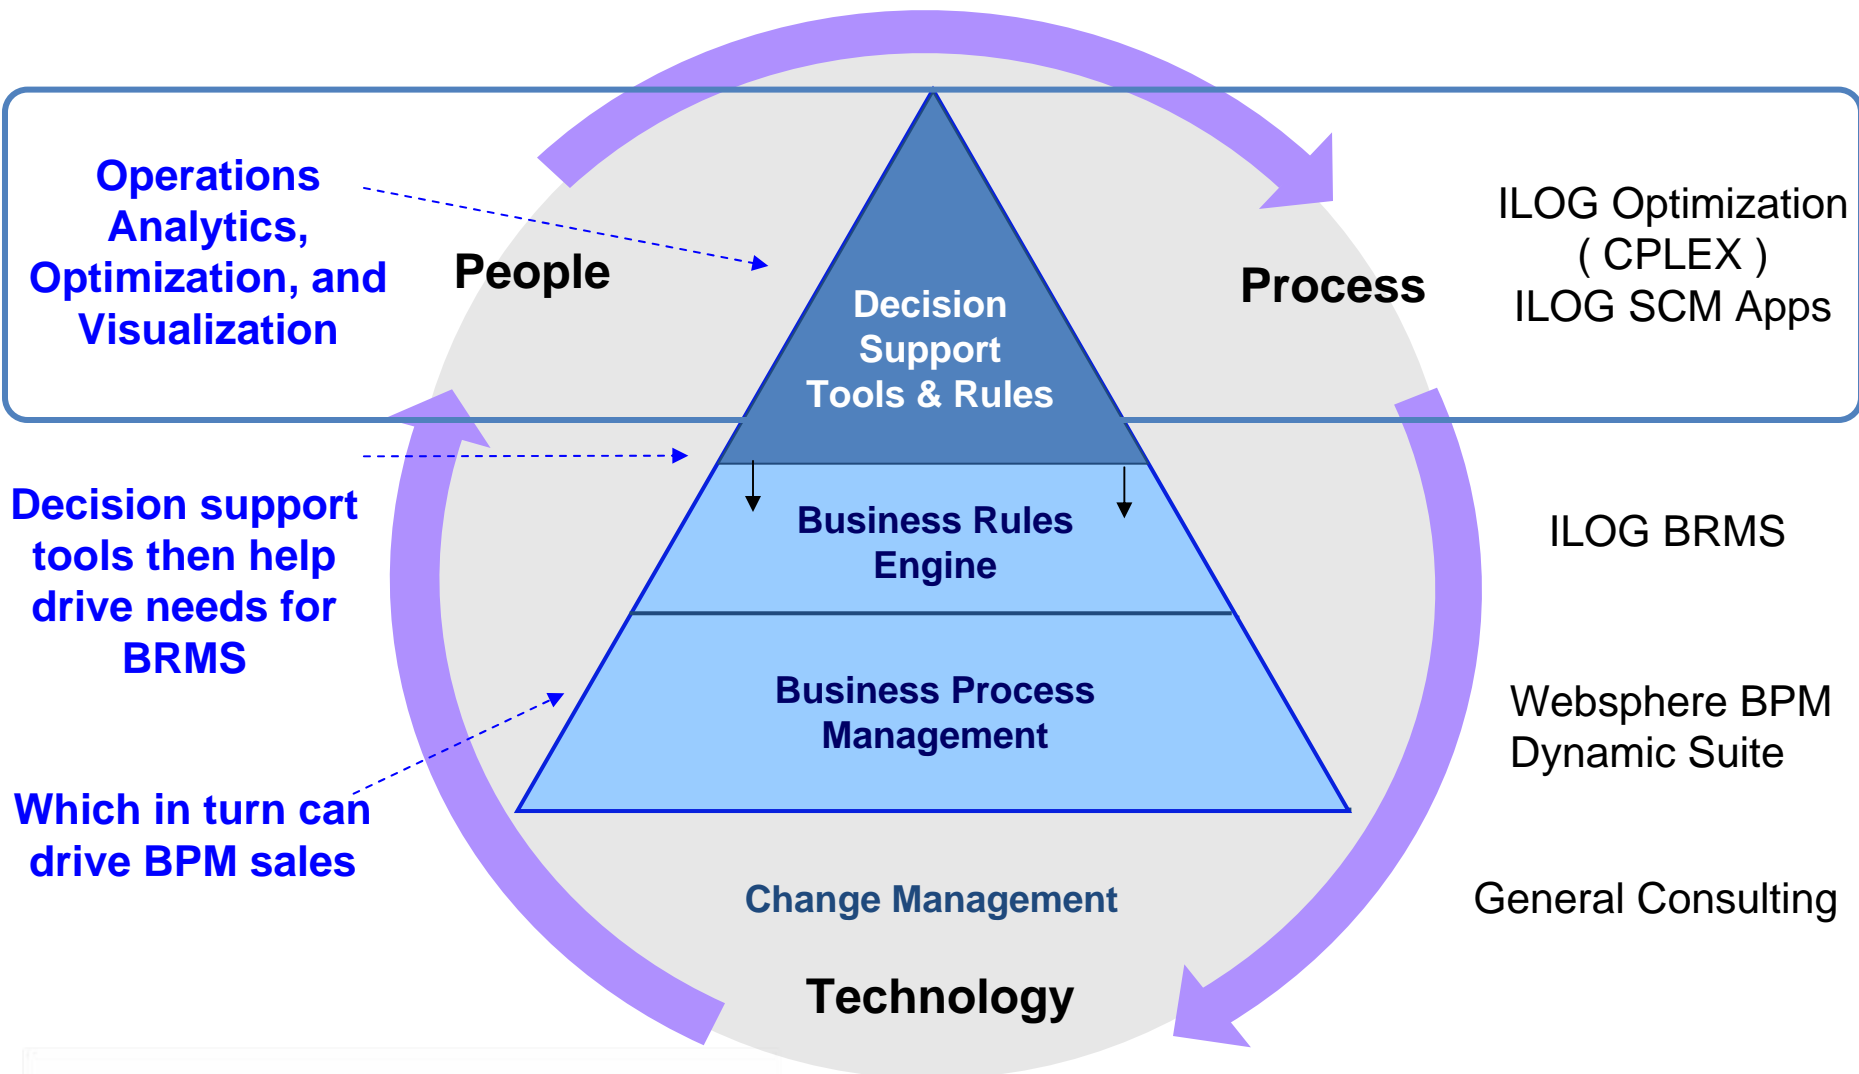 Operations
Analytics,
Optimization, and
Visualization
People
Decision
Support
Tools & Rules
Process
ILOG Optimization
( CPLEX )
ILOG SCM Apps
Decision support
tools then help
drive needs for
BRMS
Business Rules
Engine
ILOG BRMS
Which in turn can
drive BPM sales
Business Process
Management
Websphere BPM
Dynamic Suite
Change Management
General Consulting
Technology